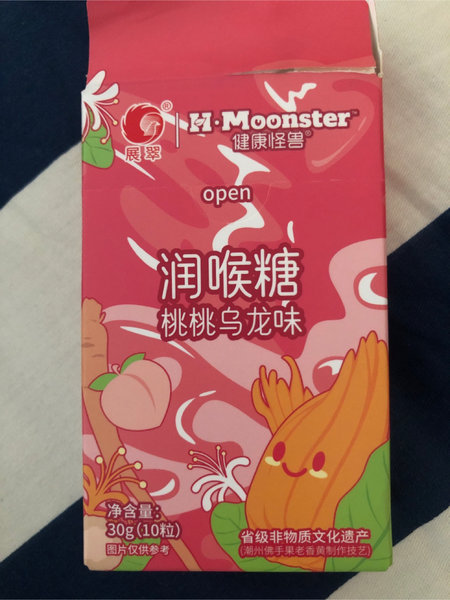 展翠® H·Moonster™
健康怪兽®
open
润喉糖
桃桃乌龙味
净含量:
30g(10粒)
图片仅供参考
省级非物质文化遗产
(潮州佛手果老香黄制作技艺)